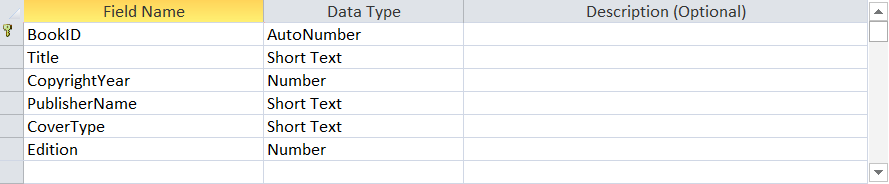 Field Name Data Type Description (Optional)
BookID AutoNumber
Title Short Text
CopyrightYear Number
PublisherName Short Text
CoverType Short Text
Edition Number